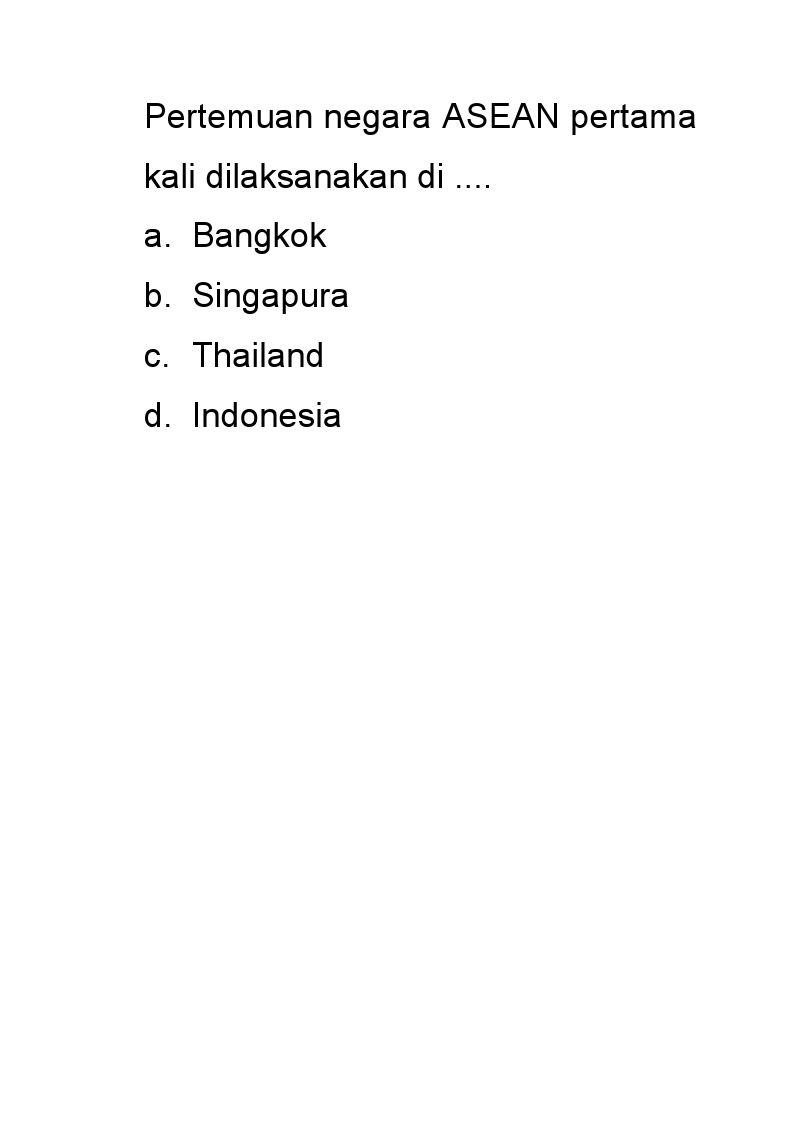 Pertemuan negara ASEAN pertama
kali dilaksanakan di ....
a. Bangkok
b. Singapura
c. Thailand
d. Indonesia